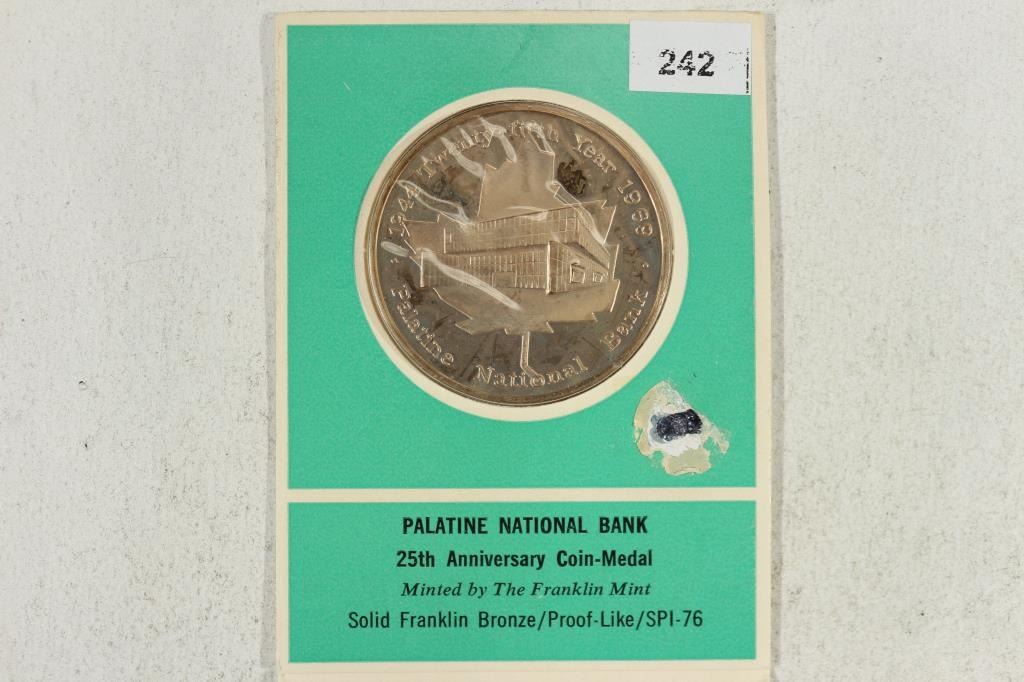 242
· 1944 Twenty-fifth Year 1969 ·
Palatine National Bank
PALATINE NATIONAL BANK
25th Anniversary Coin-Medal
Minted by The Franklin Mint
Solid Franklin Bronze/Proof-Like/SPI-76